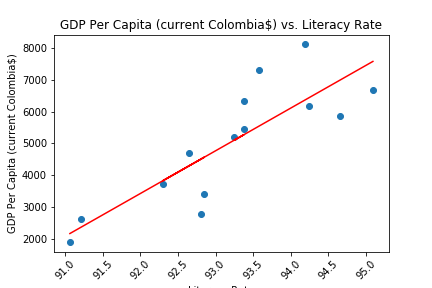 GDP Per Capita (current Colombia$) vs. Literacy Rate
GDP Per Capita (current Colombia$)
8000
7000
6000
5000
4000
3000
2000
91.0 91.5 92.0 92.5 93.0 93.5 94.0 94.5 95.0
Literacy Rate